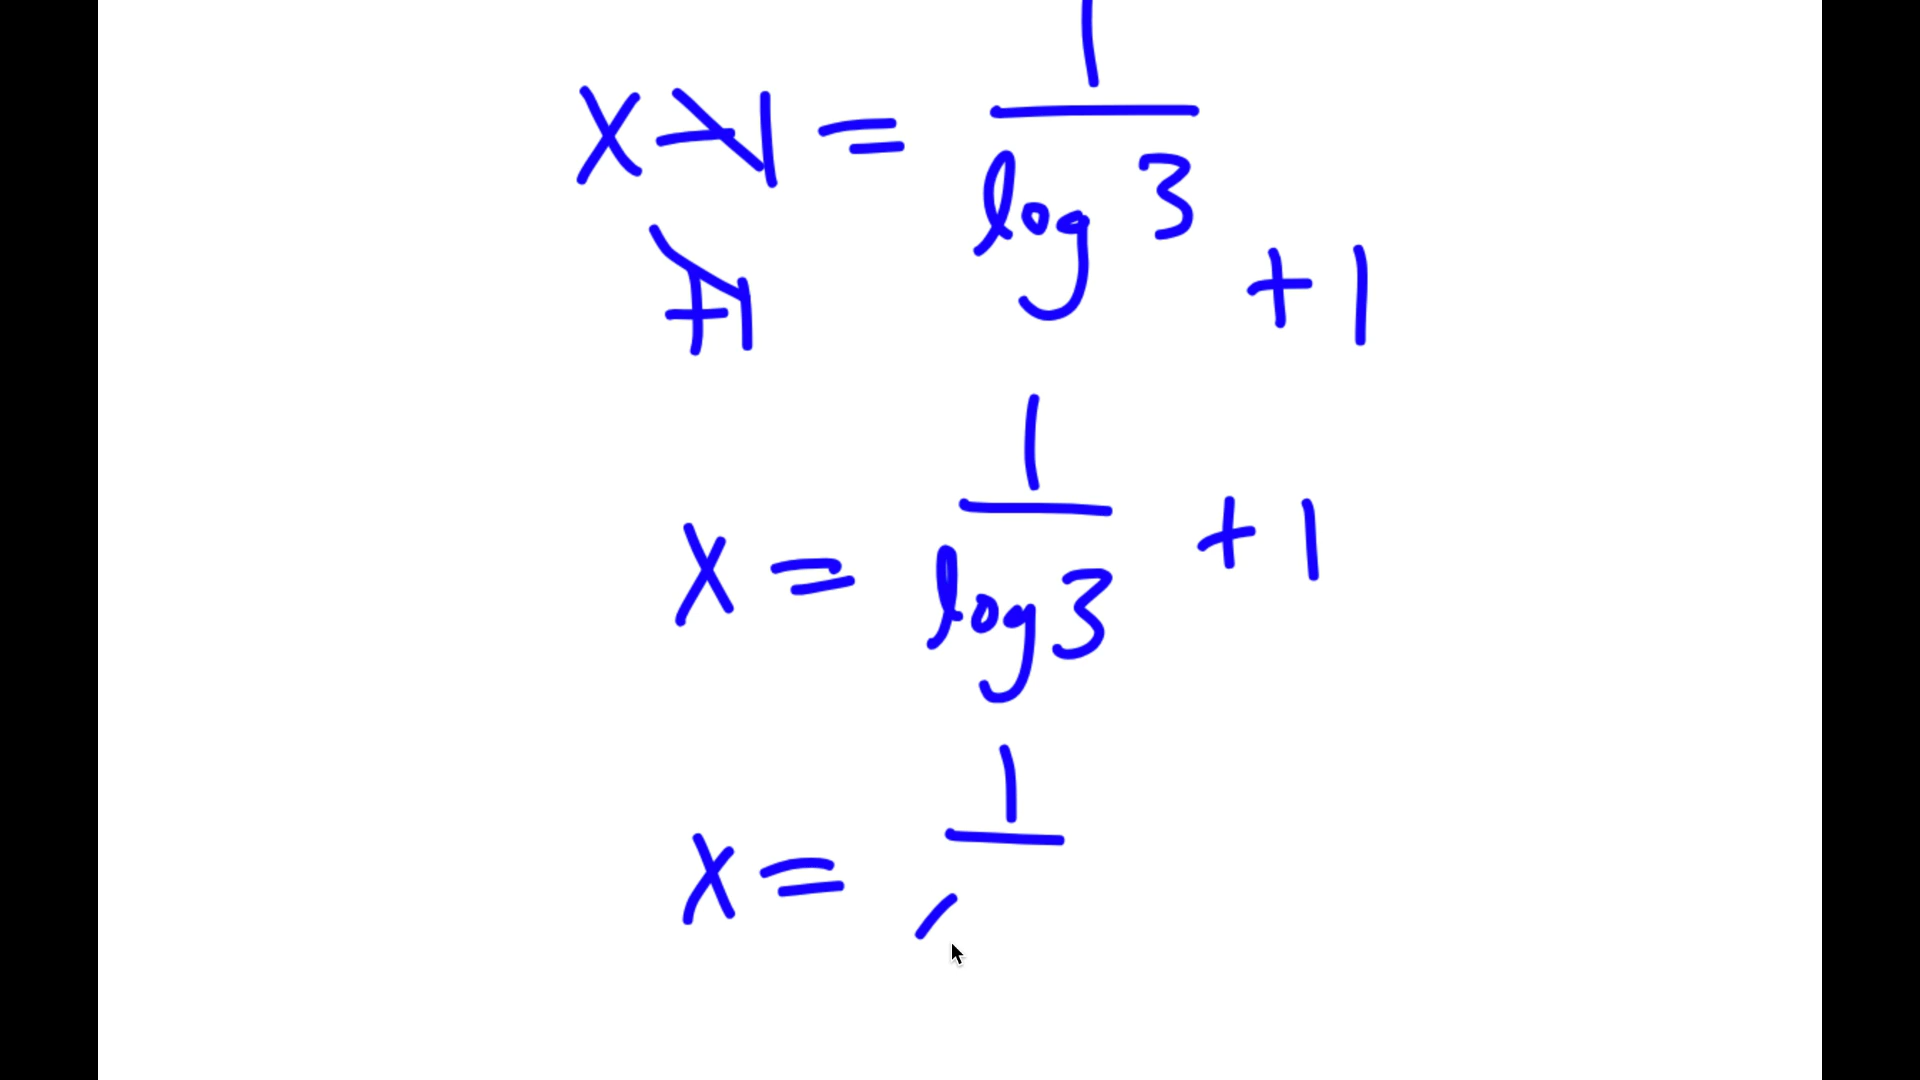 x - 1 = 1 / log 3
+ 1 + 1
x = 1 / log 3 + 1
x = 1 /